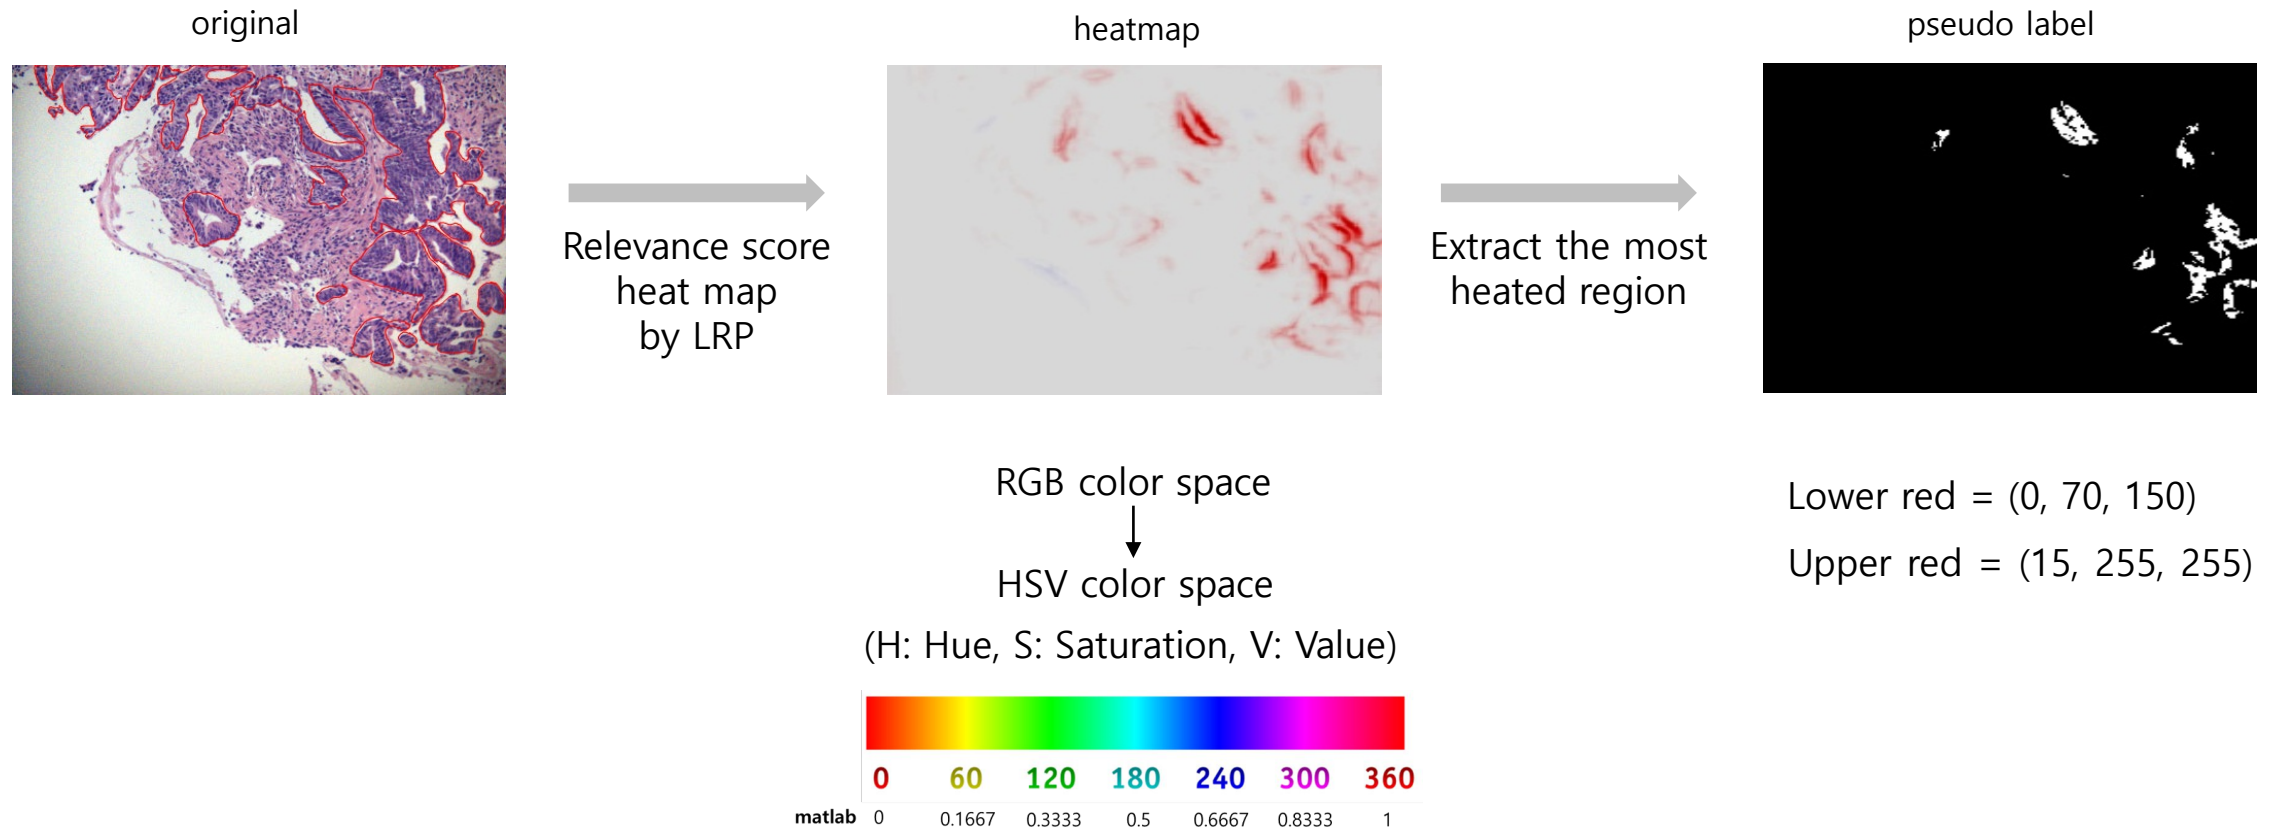 original
heatmap
pseudo label
Relevance score
heat map
by LRP
Extract the most
heated region
RGB color space
HSV color space
(H: Hue, S: Saturation, V: Value)
Lower red = (0, 70, 150)
Upper red = (15, 255, 255)
0 60 120 180 240 300 360
matlab 0 0.1667 0.3333 0.5 0.6667 0.8333 1